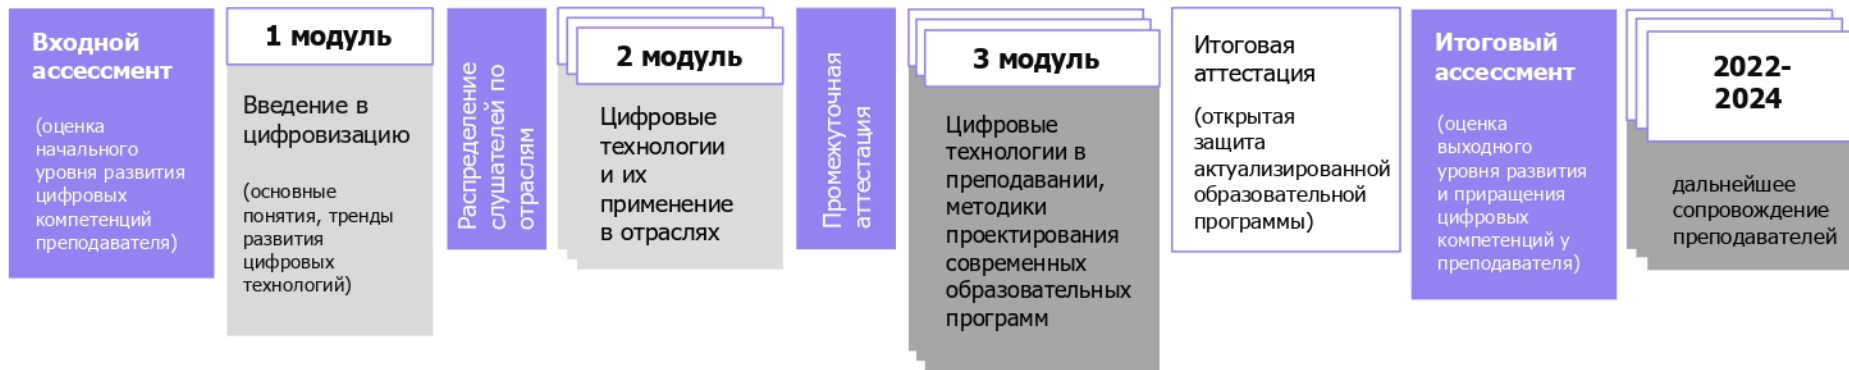 Входной
ассессмент
(оценка
начального
уровня развития
цифровых
компетенций
преподавателя)
1 модуль
Введение в
цифровизацию
(основные
понятия, тренды
развития
цифровых
технологий)
Распределение
слушателей по
отраслям
2 модуль
Цифровые
технологии
и их
применение
в отраслях
Промежуточная
аттестация
3 модуль
Цифровые
технологии в
преподавании,
методики
проектирования
современных
образовательных
программ
Итоговая
аттестация
(открытая
защита
актуализированной
образовательной
программы)
Итоговый
ассессмент
(оценка
выходного
уровня развития
и приращения
цифровых
компетенций у
преподавателя)
2022-
2024
дальнейшее
сопровождение
преподавателей